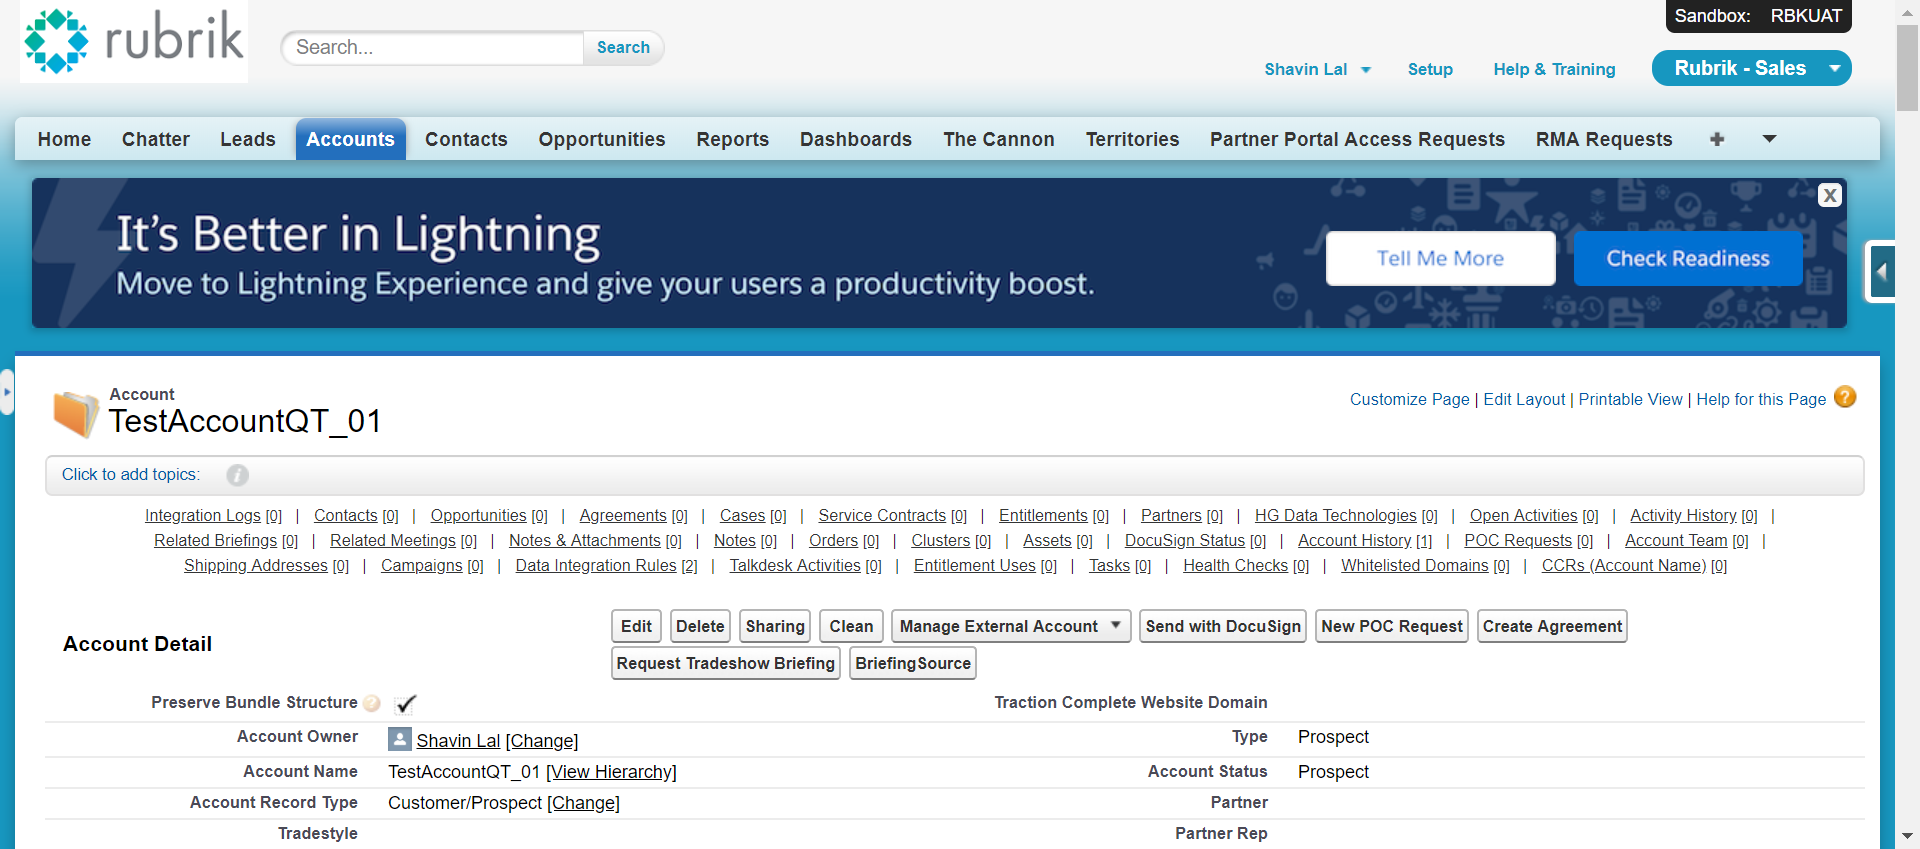 Sandbox: RBKUAT
rubrik
Search...
Search
Shavin Lal
Setup
Help & Training
Rubrik - Sales
Home
Chatter
Leads
Accounts
Contacts
Opportunities
Reports
Dashboards
The Cannon
Territories
Partner Portal Access Requests
RMA Requests
It's Better in Lightning
Move to Lightning Experience and give your users a productivity boost.
Tell Me More
Check Readiness
X
Account
TestAccountQT_01
Customize Page | Edit Layout | Printable View | Help for this Page ?
Click to add topics: i
Integration Logs [0] | Contacts [0] | Opportunities [0] | Agreements [0] | Cases [0] | Service Contracts [0] | Entitlements [0] | Partners [0] | HG Data Technologies [0] | Open Activities [0] | Activity History [0] |
Related Briefings [0] | Related Meetings [0] | Notes & Attachments [0] | Notes [0] | Orders [0] | Clusters [0] | Assets [0] | DocuSign Status [0] | Account History [1] | POC Requests [0] | Account Team [0] |
Shipping Addresses [0] | Campaigns [0] | Data Integration Rules [2] | Talkdesk Activities [0] | Entitlement Uses [0] | Tasks [0] | Health Checks [0] | Whitelisted Domains [0] | CCRs (Account Name) [0]
Account Detail
Edit
Delete
Sharing
Clean
Manage External Account
Send with DocuSign
New POC Request
Create Agreement
Request Tradeshow Briefing
BriefingSource
Preserve Bundle Structure ?
Traction Complete Website Domain
Account Owner Shavin Lal [Change]
Type Prospect
Account Name TestAccountQT_01 [View Hierarchy]
Account Status Prospect
Account Record Type Customer/Prospect [Change]
Partner
Tradestyle
Partner Rep